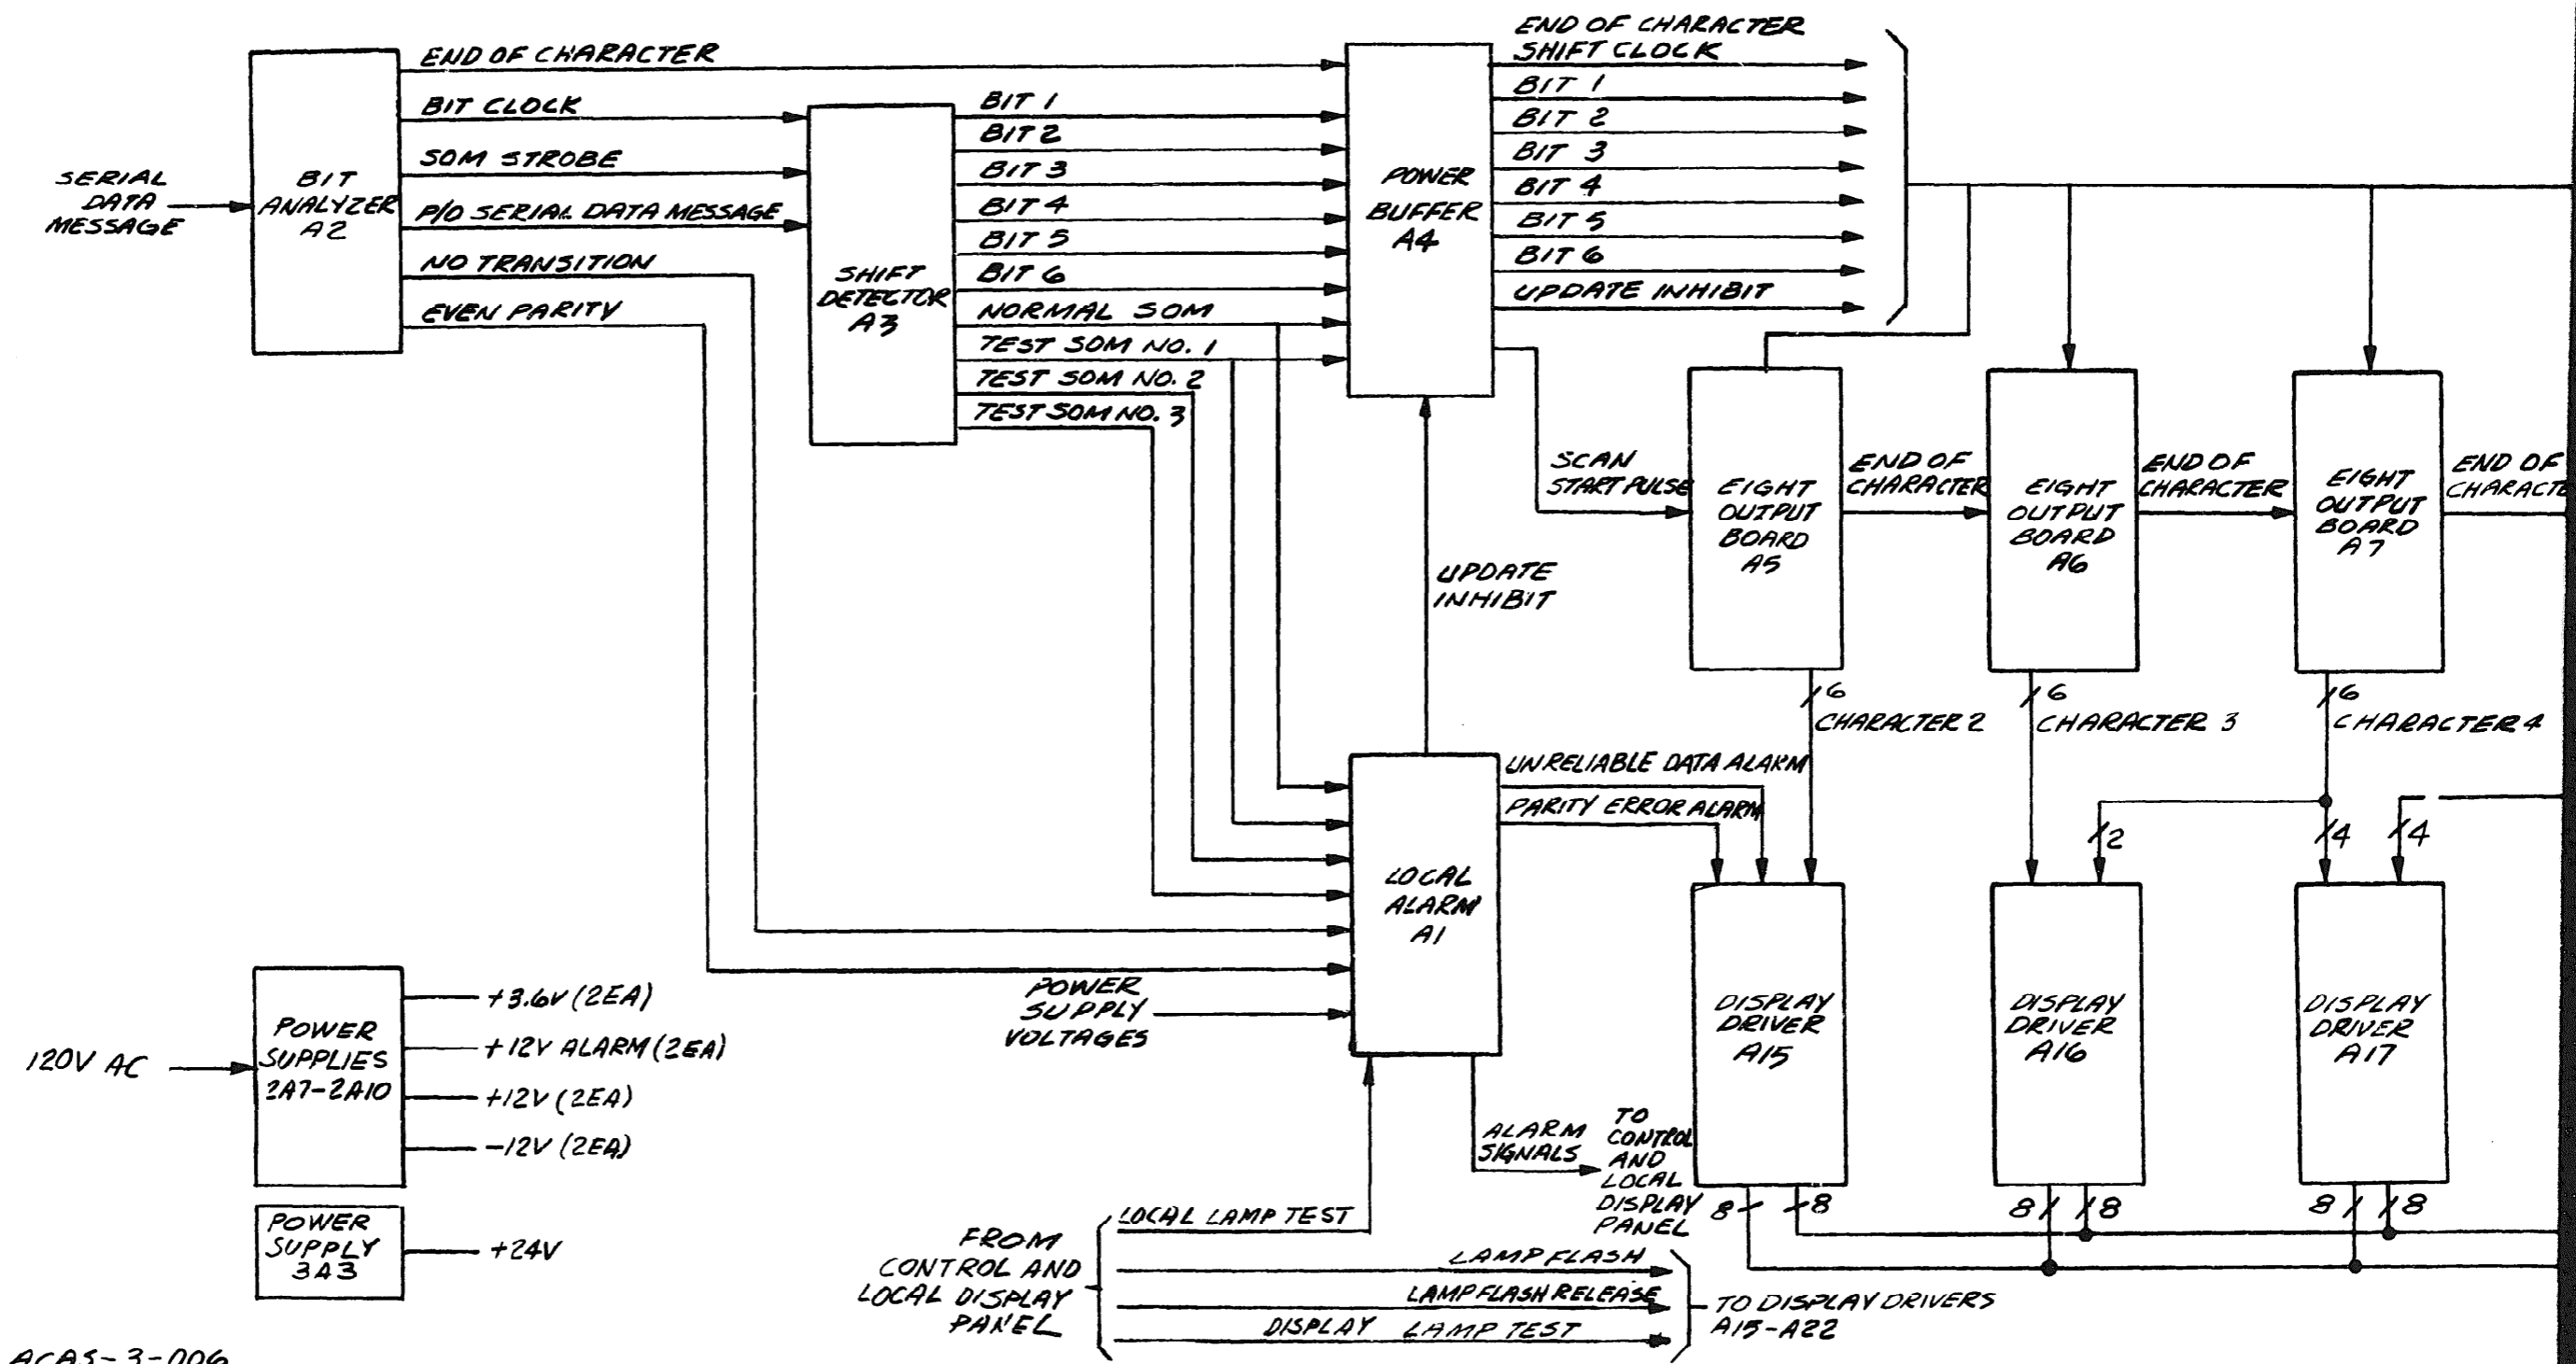 END OF CHARACTER
BIT CLOCK
SOM STROBE
P/O SERIAL DATA MESSAGE
NO TRANSITION
EVEN PARITY
SERIAL
DATA
MESSAGE
BIT
ANALYZER
A2
BIT 1
BIT 2
BIT 3
BIT 4
BIT 5
BIT 6
NORMAL SOM
TEST SOM NO. 1
TEST SOM NO. 2
TEST SOM NO. 3
SHIFT
DETECTOR
A3
POWER
BUFFER
A4
END OF CHARACTER
SHIFT CLOCK
BIT 1
BIT 2
BIT 3
BIT 4
BIT 5
BIT 6
UPDATE INHIBIT
SCAN
START PULSE
EIGHT
OUTPUT
BOARD
A5
END OF
CHARACTER
EIGHT
OUTPUT
BOARD
A6
END OF
CHARACTER
EIGHT
OUTPUT
BOARD
A7
END OF
CHARACTE
UPDATE
INHIBIT
6
CHARACTER 2
6
CHARACTER 3
6
CHARACTER 4
UNRELIABLE DATA ALARM
PARITY ERROR ALARM
2
4
4
LOCAL
ALARM
A1
DISPLAY
DRIVER
A15
DISPLAY
DRIVER
A16
DISPLAY
DRIVER
A17
POWER
SUPPLY
VOLTAGES
120V AC
POWER
SUPPLIES
2A7-2A10
+3.6V (2EA)
+12V ALARM (2EA)
+12V (2EA)
-12V (2EA)
POWER
SUPPLY
3A3
+24V
ALARM
SIGNALS
TO
CONTROL
AND
LOCAL
DISPLAY
PANEL
8
8
8
8
8
8
FROM
CONTROL AND
LOCAL DISPLAY
PANEL
LOCAL LAMP TEST
LAMP FLASH
LAMP FLASH RELEASE
DISPLAY LAMP TEST
TO DISPLAY DRIVERS
A15-A22
ACAS-3-006